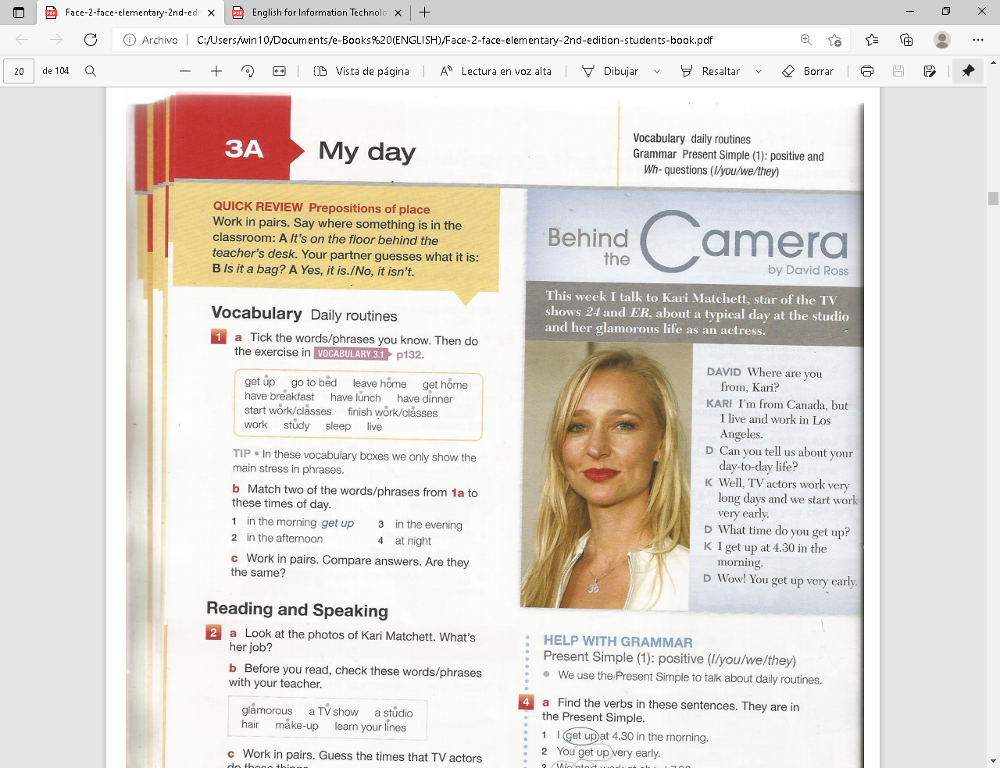 Face-2-face-elementary-2nd-edi
English for Information Technolo
Archivo
C:/Users/win10/Documents/e-Books%20(ENGLISH)/Face-2-face-elementary-2nd-edition-students-book.pdf
20 de 104
Vista de página
Lectura en voz alta
Dibujar
Resaltar
Borrar
3A My day
Vocabulary daily routines
Grammar Present Simple (1): positive and
Wh- questions (I/you/we/they)
QUICK REVIEW Prepositions of place
Work in pairs. Say where something is in the
classroom: A It's on the floor behind the
teacher's desk. Your partner guesses what it is:
B Is it a bag? A Yes, it is./No, it isn't.
Vocabulary Daily routines
1 a Tick the words/phrases you know. Then do
the exercise in VOCABULARY 3.1 p132.
get up go to bed leave home get home
have breakfast have lunch have dinner
start work/classes finish work/classes
work study sleep live
TIP • In these vocabulary boxes we only show the
main stress in phrases.
b Match two of the words/phrases from 1a to
these times of day.
1 in the morning get up 3 in the evening
2 in the afternoon 4 at night
c Work in pairs. Compare answers. Are they
the same?
Reading and Speaking
2 a Look at the photos of Kari Matchett. What's
her job?
b Before you read, check these words/phrases
with your teacher.
glamorous a TV show a studio
hair make-up learn your lines
c Work in pairs. Guess the times that TV actors
do these things.
Behind
the
Camera
by David Ross
This week I talk to Kari Matchett, star of the TV
shows 24 and ER, about a typical day at the studio
and her glamorous life as an actress.
DAVID Where are you
from, Kari?
KARI I'm from Canada, but
I live and work in Los
Angeles.
D Can you tell us about your
day-to-day life?
K Well, TV actors work very
long days and we start work
very early.
D What time do you get up?
K I get up at 4.30 in the
morning.
D Wow! You get up very early.
HELP WITH GRAMMAR
Present Simple (1): positive (I/you/we/they)
We use the Present Simple to talk about daily routines.
4 a Find the verbs in these sentences. They are in
the Present Simple.
1 I get up at 4.30 in the morning.
2 You get up very early.
3 We start work at about